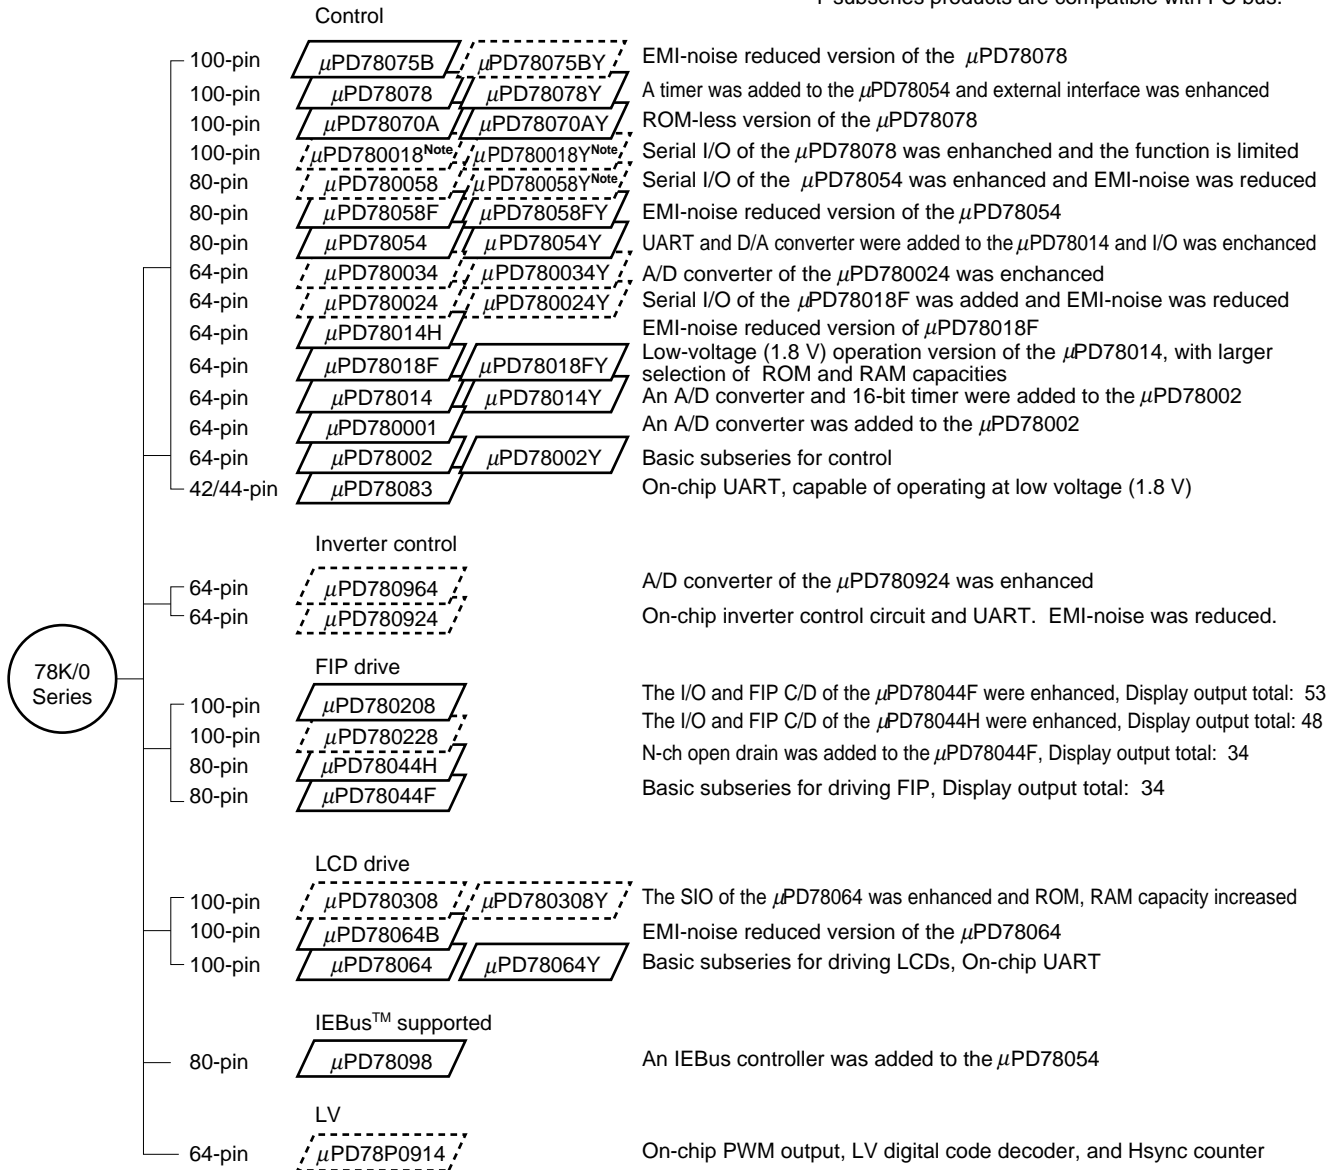 Y subseries products are compatible with I²C bus.
Control
100-pin μPD78075B μPD78075BY EMI-noise reduced version of the μPD78078
100-pin μPD78078 μPD78078Y A timer was added to the μPD78054 and external interface was enhanced
100-pin μPD78070A μPD78070AY ROM-less version of the μPD78078
100-pin μPD780018Note μPD780018YNote Serial I/O of the μPD78078 was enhanched and the function is limited
80-pin μPD780058 μPD780058YNote Serial I/O of the μPD78054 was enhanced and EMI-noise was reduced
80-pin μPD78058F μPD78058FY EMI-noise reduced version of the μPD78054
80-pin μPD78054 μPD78054Y UART and D/A converter were added to the μPD78014 and I/O was enchanced
64-pin μPD780034 μPD780034Y A/D converter of the μPD780024 was enchanced
64-pin μPD780024 μPD780024Y Serial I/O of the μPD78018F was added and EMI-noise was reduced
64-pin μPD78014H EMI-noise reduced version of μPD78018F
64-pin μPD78018F μPD78018FY Low-voltage (1.8 V) operation version of the μPD78014, with larger
selection of ROM and RAM capacities
64-pin μPD78014 μPD78014Y An A/D converter and 16-bit timer were added to the μPD78002
64-pin μPD780001 An A/D converter was added to the μPD78002
64-pin μPD78002 μPD78002Y Basic subseries for control
42/44-pin μPD78083 On-chip UART, capable of operating at low voltage (1.8 V)
Inverter control
64-pin μPD780964 A/D converter of the μPD780924 was enhanced
64-pin μPD780924 On-chip inverter control circuit and UART. EMI-noise was reduced.
78K/0
Series
FIP drive
100-pin μPD780208 The I/O and FIP C/D of the μPD78044F were enhanced, Display output total: 53
100-pin μPD780228 The I/O and FIP C/D of the μPD78044H were enhanced, Display output total: 48
80-pin μPD78044H N-ch open drain was added to the μPD78044F, Display output total: 34
80-pin μPD78044F Basic subseries for driving FIP, Display output total: 34
LCD drive
100-pin μPD780308 μPD780308Y The SIO of the μPD78064 was enhanced and ROM, RAM capacity increased
100-pin μPD78064B EMI-noise reduced version of the μPD78064
100-pin μPD78064 μPD78064Y Basic subseries for driving LCDs, On-chip UART
IEBus™ supported
80-pin μPD78098 An IEBus controller was added to the μPD78054
LV
64-pin μPD78P0914 On-chip PWM output, LV digital code decoder, and Hsync counter